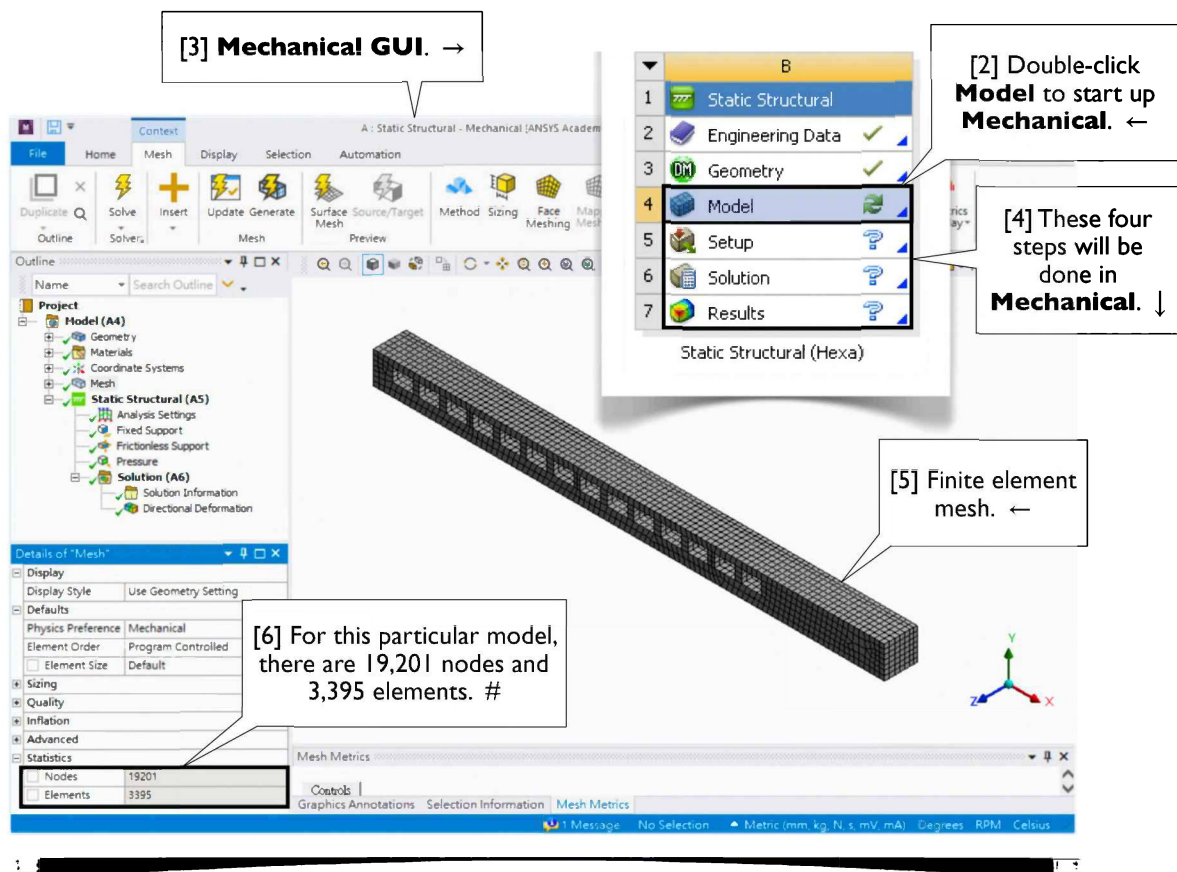 [3] Mechanical GUI. →
B
1 Static Structural
2 Engineering Data
3 Geometry
4 Model
5 Setup
6 Solution
7 Results
Static Structural (Hexa)
[2] Double-click
Model to start up
Mechanical. ←
[4] These four
steps will be
done in
Mechanical. ↓
Context
A : Static Structural - Mechanical [ANSYS Academ
File Home Mesh Display Selection Automation
Duplicate Solve Insert Update Generate Surface Mesh Source/Target Method Sizing Face Meshing
Outline Solver Mesh Preview
Outline
Name Search Outline
Project
Model (A4)
Geometry
Materials
Coordinate Systems
Mesh
Static Structural (A5)
Analysis Settings
Fixed Support
Frictionless Support
Pressure
Solution (A6)
Solution Information
Directional Deformation
[5] Finite element
mesh. ←
Details of "Mesh"
Display
Display Style Use Geometry Setting
Defaults
Physics Preference Mechanical
Element Order Program Controlled
Element Size Default
Sizing
Quality
Inflation
Advanced
Statistics
Nodes 19201
Elements 3395
[6] For this particular model,
there are 19,201 nodes and
3,395 elements. #
Y
Z X
Mesh Metrics
Controls
Graphics Annotations Selection Information Mesh Metrics
1 Message No Selection Metric (mm, kg, N, s, mV, mA) Degrees RPM Celsius